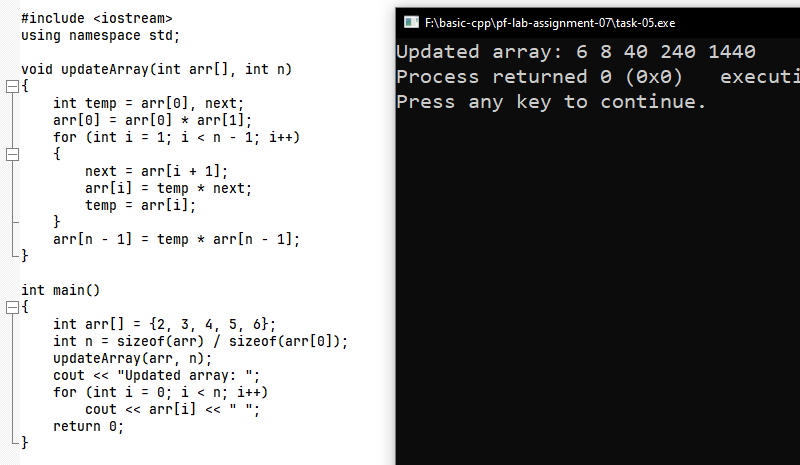 #include <iostream>
using namespace std;
void updateArray(int arr[], int n)
{
    int temp = arr[0], next;
    arr[0] = arr[0] * arr[1];
    for (int i = 1; i < n - 1; i++)
    {
        next = arr[i + 1];
        arr[i] = temp * next;
        temp = arr[i];
    }
    arr[n - 1] = temp * arr[n - 1];
}
int main()
{
    int arr[] = {2, 3, 4, 5, 6};
    int n = sizeof(arr) / sizeof(arr[0]);
    updateArray(arr, n);
    cout << "Updated array: ";
    for (int i = 0; i < n; i++)
        cout << arr[i] << " ";
    return 0;
}
F:\basic-cpp\pf-lab-assignment-07\task-05.exe
Updated array: 6 8 40 240 1440
Process returned 0 (0x0)   executi
Press any key to continue.